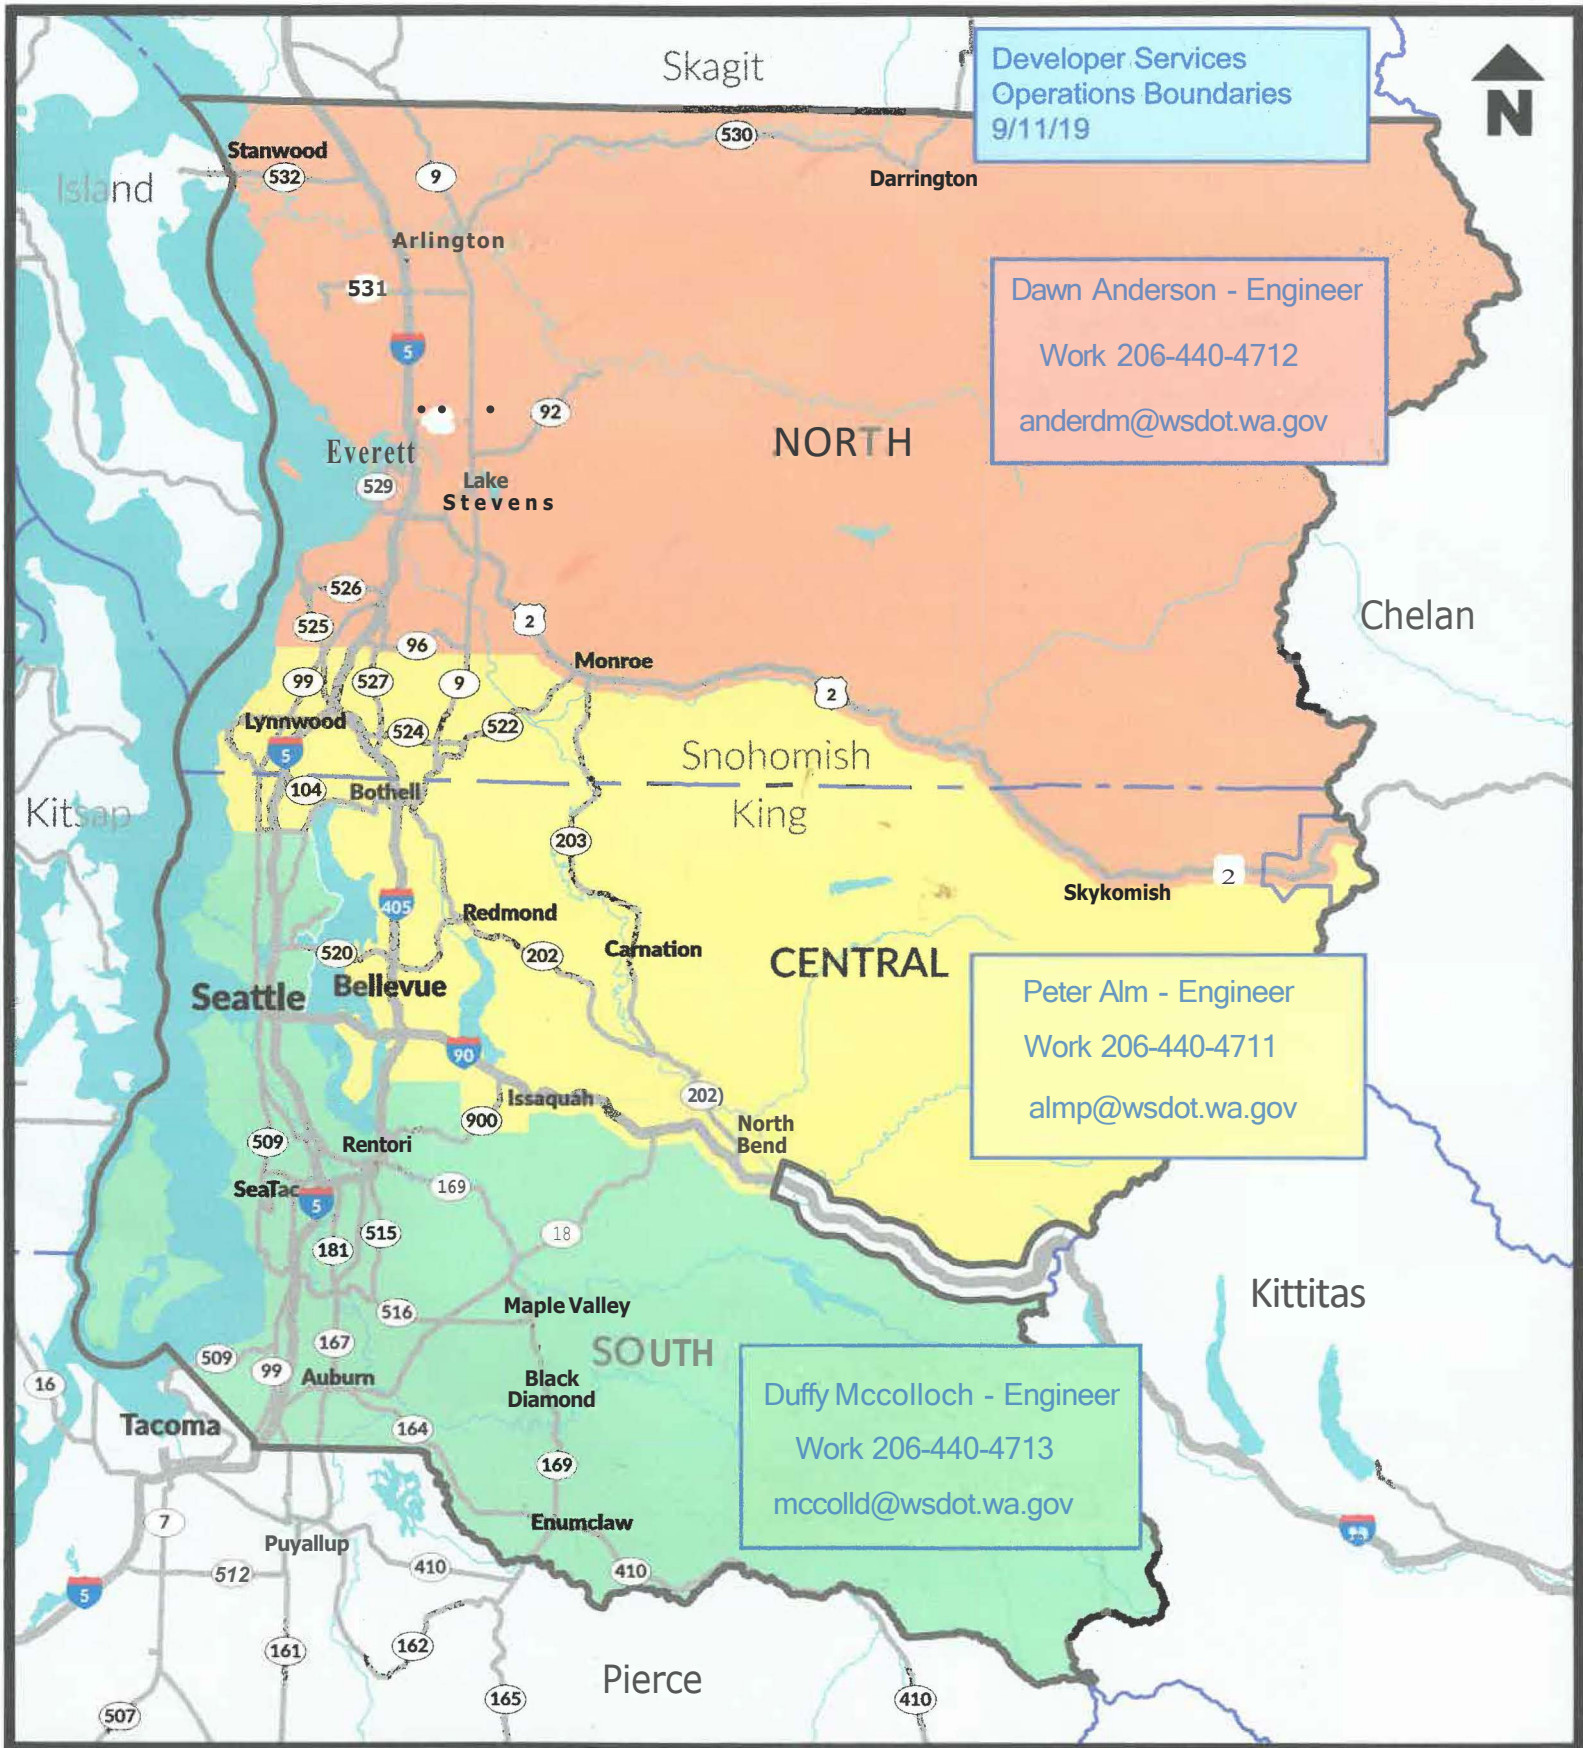 Skagit
Developer Services
Operations Boundaries
9/11/19
N
530
Stanwood
532
9
Darrington
Island
Arlington
531
Dawn Anderson - Engineer
Work 206-440-4712
anderdm@wsdot.wa.gov
5
92
NORTH
Everett
529
Lake
Stevens
526
525
2
Chelan
96
Monroe
99
527
9
2
Lynnwood
524
522
5
Snohomish
104
Bothell
King
Kitsap
203
2
Skykomish
405
Redmond
520
202
Carnation
CENTRAL
Seattle
Bellevue
Peter Alm - Engineer
Work 206-440-4711
almp@wsdot.wa.gov
90
Issaquah
202)
900
North
Bend
509
Rentori
SeaTac
5
169
515
18
181
Kittitas
516
Maple Valley
167
SOUTH
509
99
Auburn
Black
Diamond
16
Duffy Mccolloch - Engineer
Work 206-440-4713
mccolld@wsdot.wa.gov
Tacoma
164
169
7
Enumclaw
Puyallup
512
410
410
5
161
162
Pierce
165
410
507